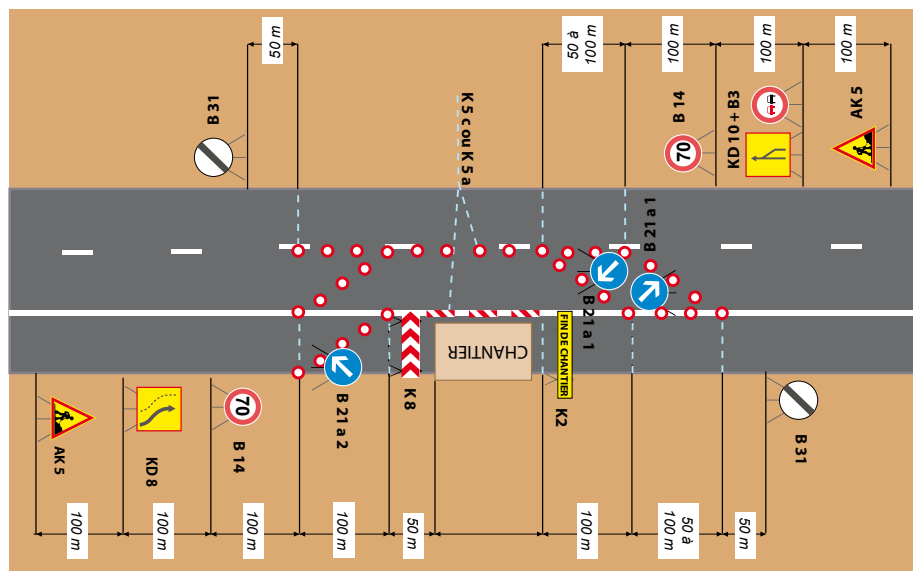 50 m
B 31
K 5 c ou K 5 a
50 à
100 m
100 m
100 m
100 m
B 14
70
KD 10 + B3
AK 5
B 21 a 1
B 21 a 1
CHANTIER
FIN DE CHANTIER
K2
K 8
B 21 a 2
70
B 14
KD 8
AK 5
B 31
100 m
100 m
100 m
100 m
50 m
100 m
50 à
100 m
50 m